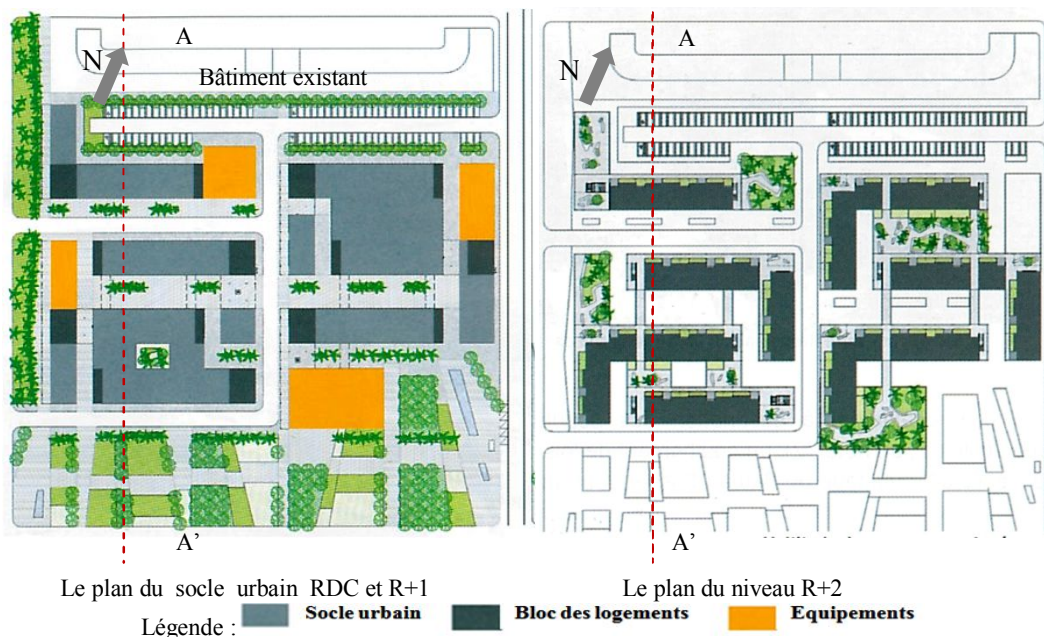 A
A
N
N
Bâtiment existant
A'
A'
Le plan du socle urbain RDC et R+1
Le plan du niveau R+2
Légende :
Socle urbain
Bloc des logements
Equipements